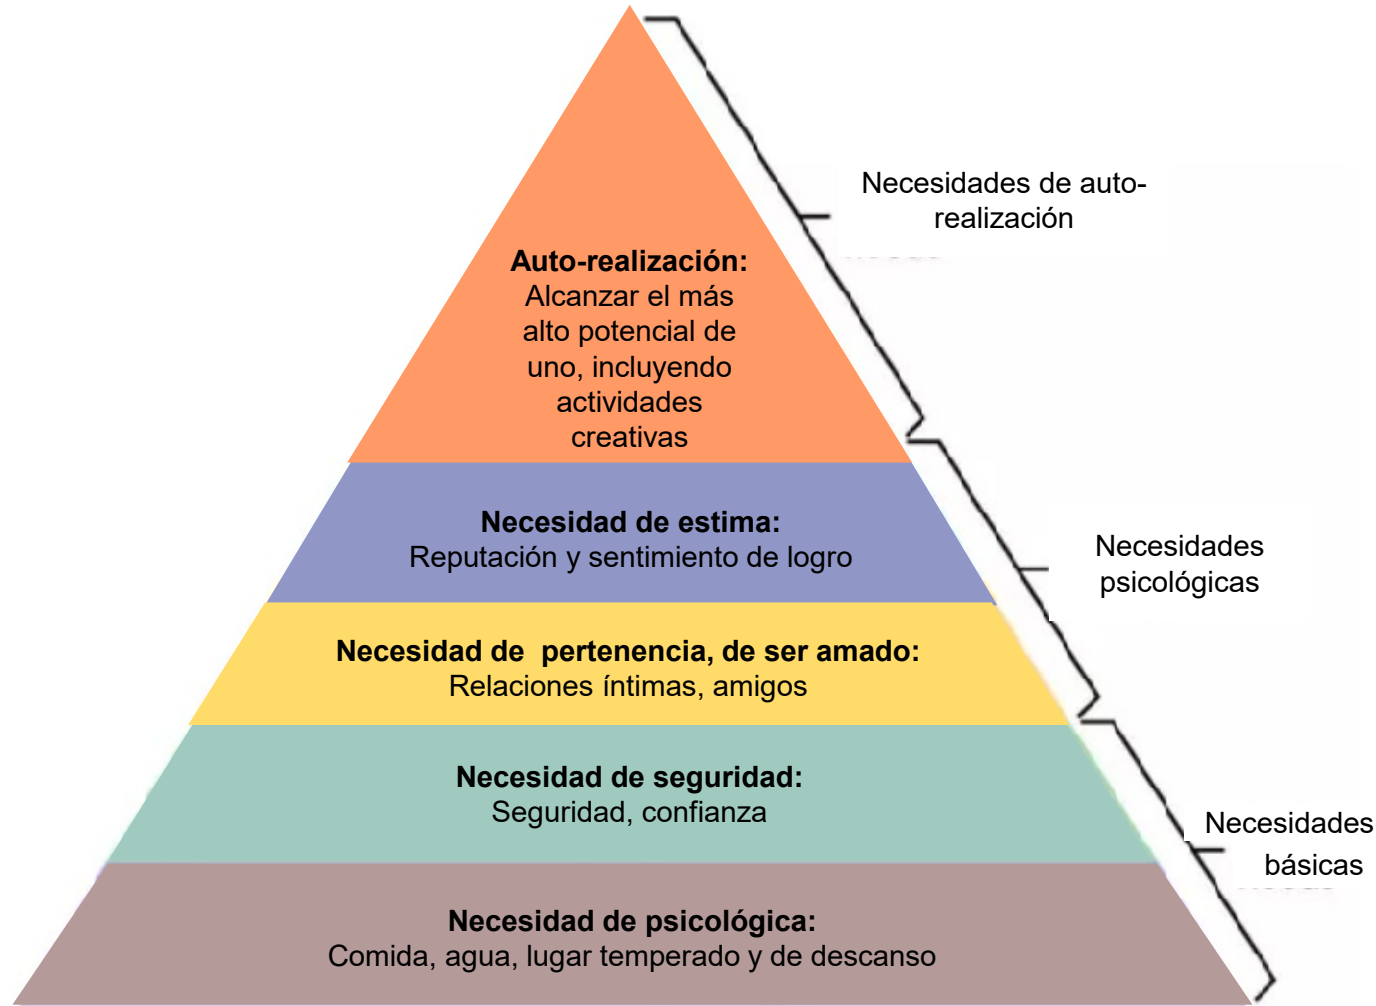 Necesidades de auto-
realización
Auto-realización:
Alcanzar el más
alto potencial de
uno, incluyendo
actividades
creativas
Necesidad de estima:
Reputación y sentimiento de logro
Necesidades
psicológicas
Necesidad de  pertenencia, de ser amado:
Relaciones íntimas, amigos
Necesidad de seguridad:
Seguridad, confianza
Necesidades
básicas
Necesidad de psicológica:
Comida, agua, lugar temperado y de descanso